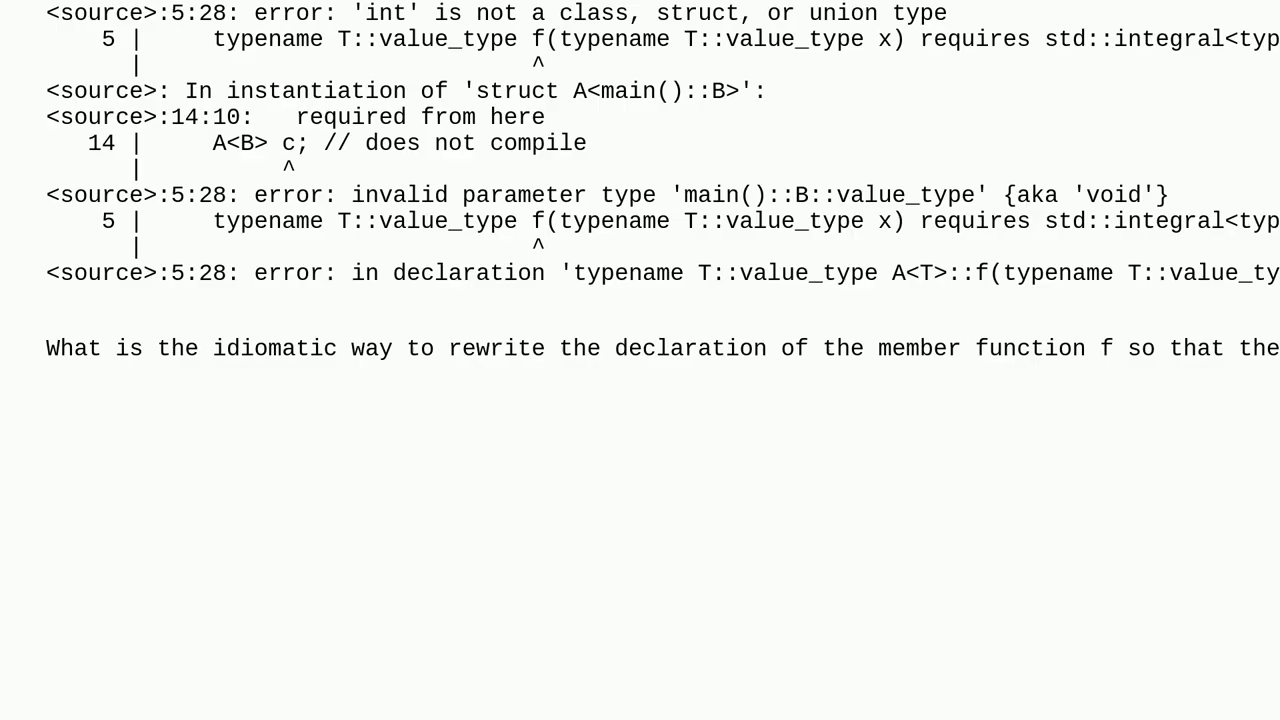 <source>:5:28: error: 'int' is not a class, struct, or union type
    5 |     typename T::value_type f(typename T::value_type x) requires std::integral<typ
      |                            ^
<source>: In instantiation of 'struct A<main()::B>':
<source>:14:10:   required from here
   14 |     A<B> c; // does not compile
      |          ^
<source>:5:28: error: invalid parameter type 'main()::B::value_type' {aka 'void'}
    5 |     typename T::value_type f(typename T::value_type x) requires std::integral<typ
      |                            ^
<source>:5:28: error: in declaration 'typename T::value_type A<T>::f(typename T::value_ty
What is the idiomatic way to rewrite the declaration of the member function f so that the